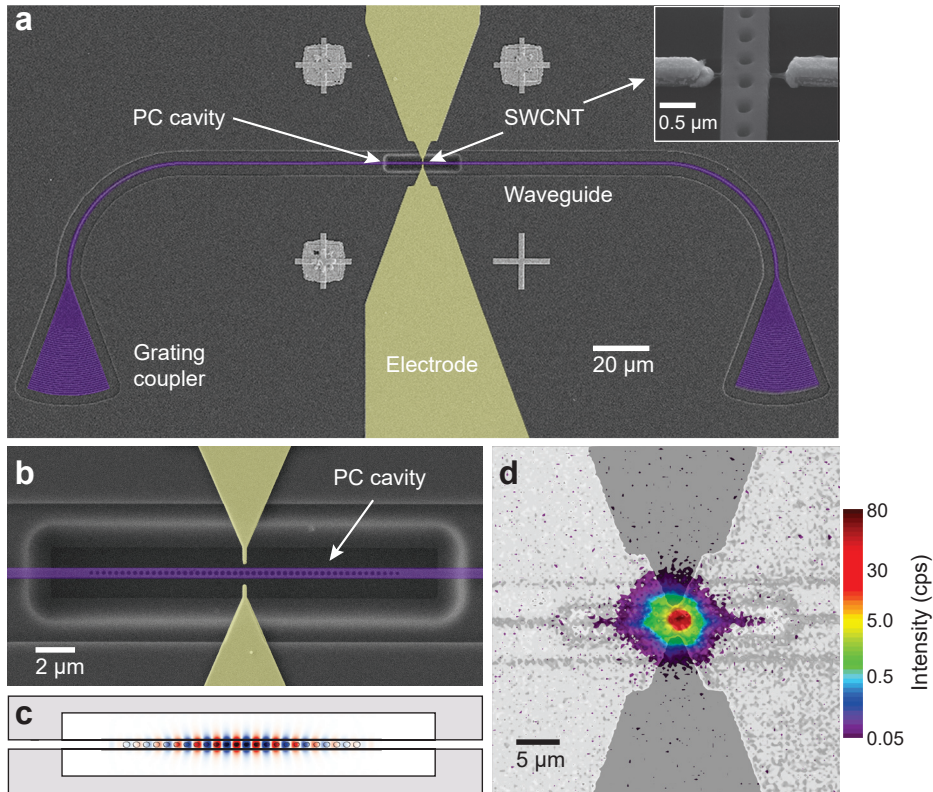 a
PC cavity
SWCNT
0.5 µm
Waveguide
Grating
coupler
Electrode
20 µm
b
PC cavity
2 µm
c
d
5 µm
80
30
5.0
0.5
0.05
Intensity (cps)